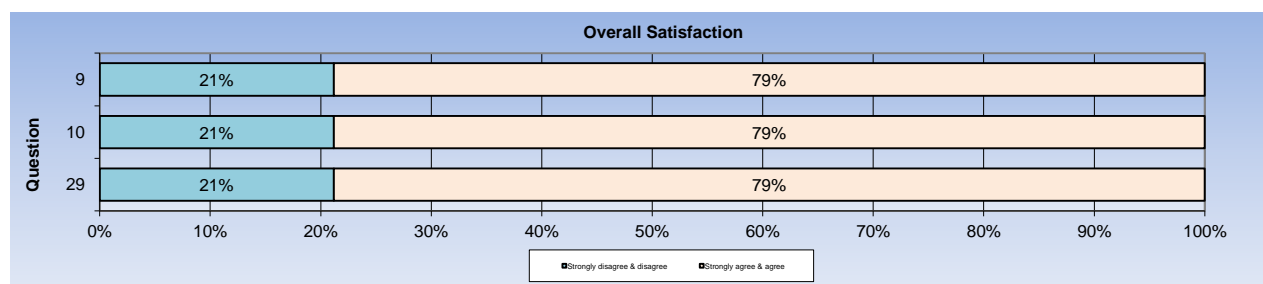 Overall Satisfaction
Question
9
21%
79%
10
21%
79%
29
21%
79%
0% 10% 20% 30% 40% 50% 60% 70% 80% 90% 100%
Strongly disagree & disagree Strongly agree & agree